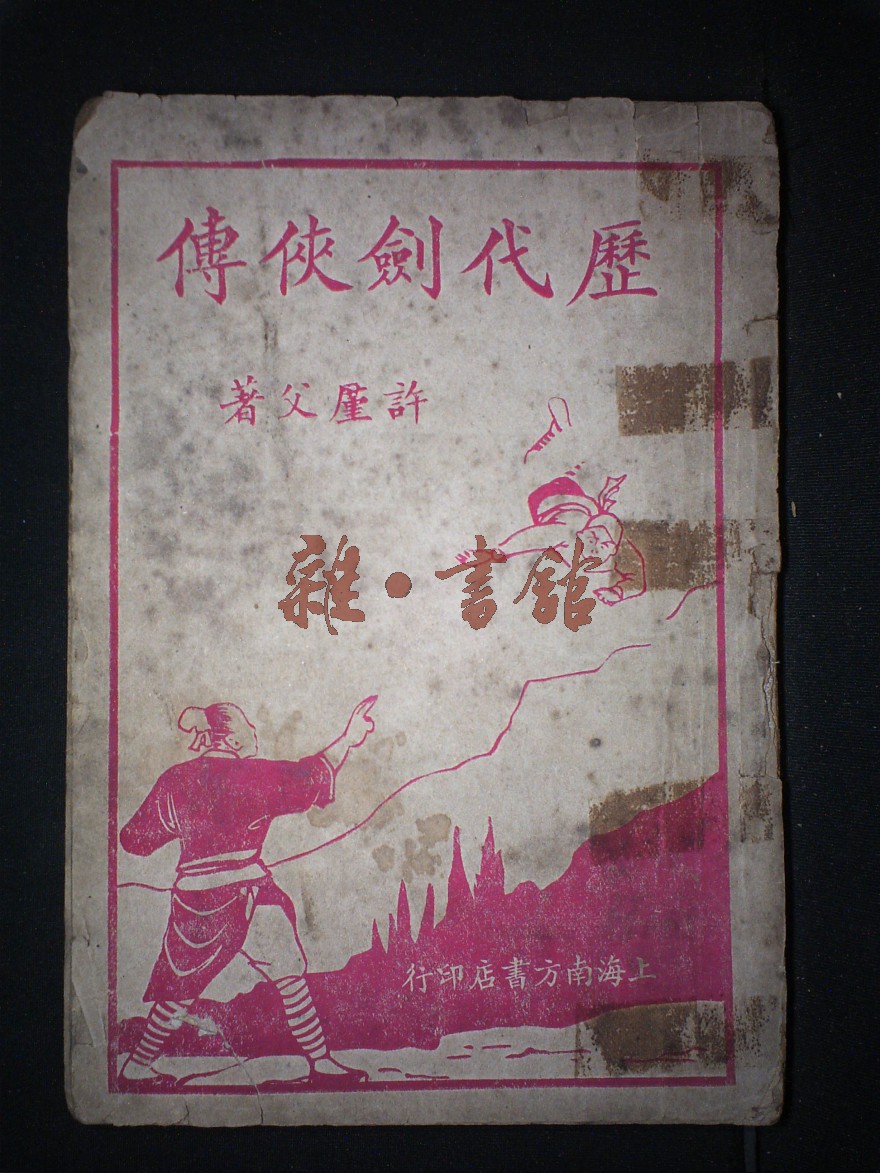 歷代劍俠傳
許廑父著
雜·書館
上海南方書店印行